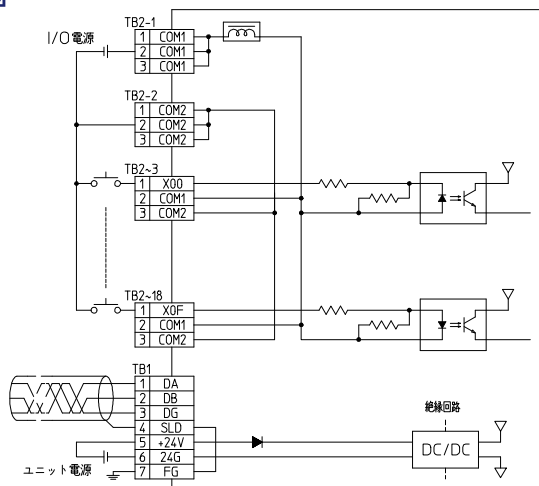 I/O電源
TB2-1
1 COM1
2 COM1
3 COM1
TB2-2
1 COM2
2 COM2
3 COM2
TB2~3
1 X00
2 COM1
3 COM2
TB2~18
1 X0F
2 COM1
3 COM2
TB1
1 DA
2 DB
3 DG
4 SLD
5 +24V
6 24G
7 FG
ユニット電源
絶縁回路
DC/DC